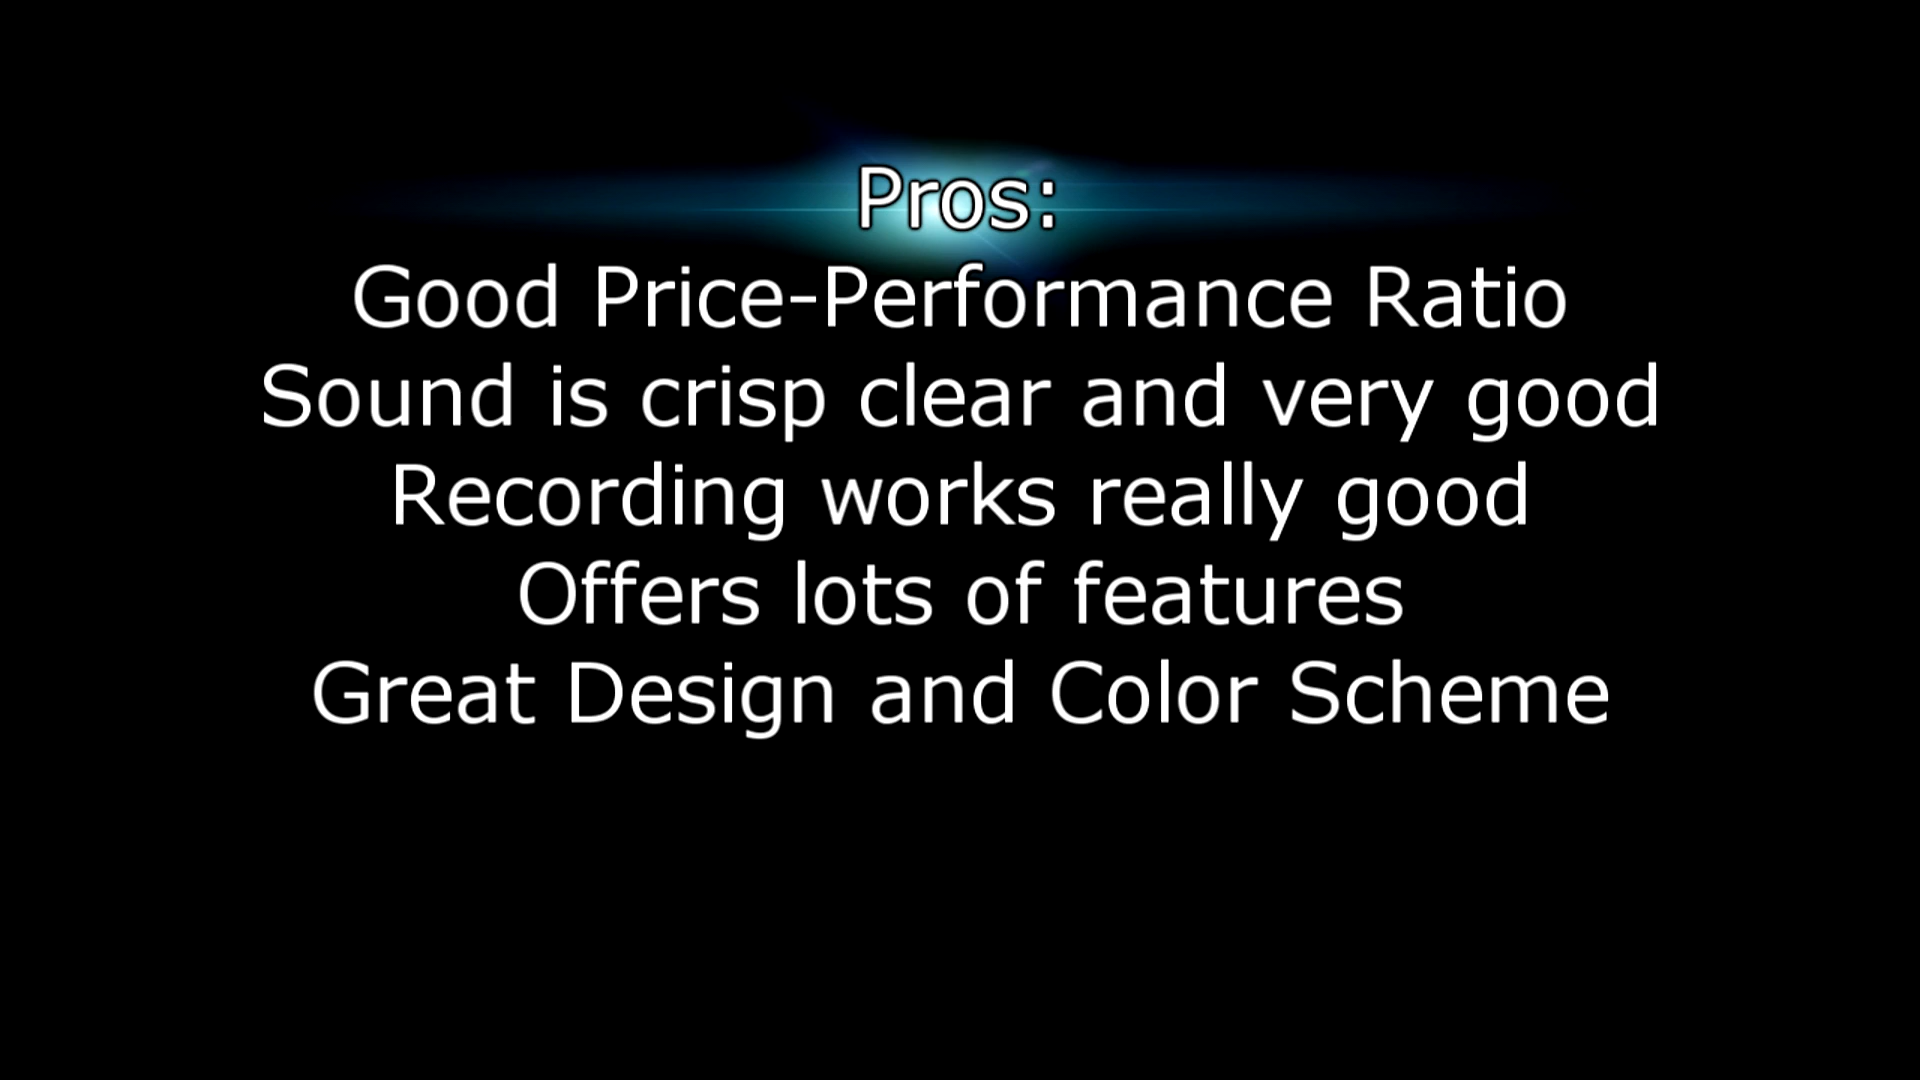 Pros:
Good Price-Performance Ratio
Sound is crisp clear and very good
Recording works really good
Offers lots of features
Great Design and Color Scheme